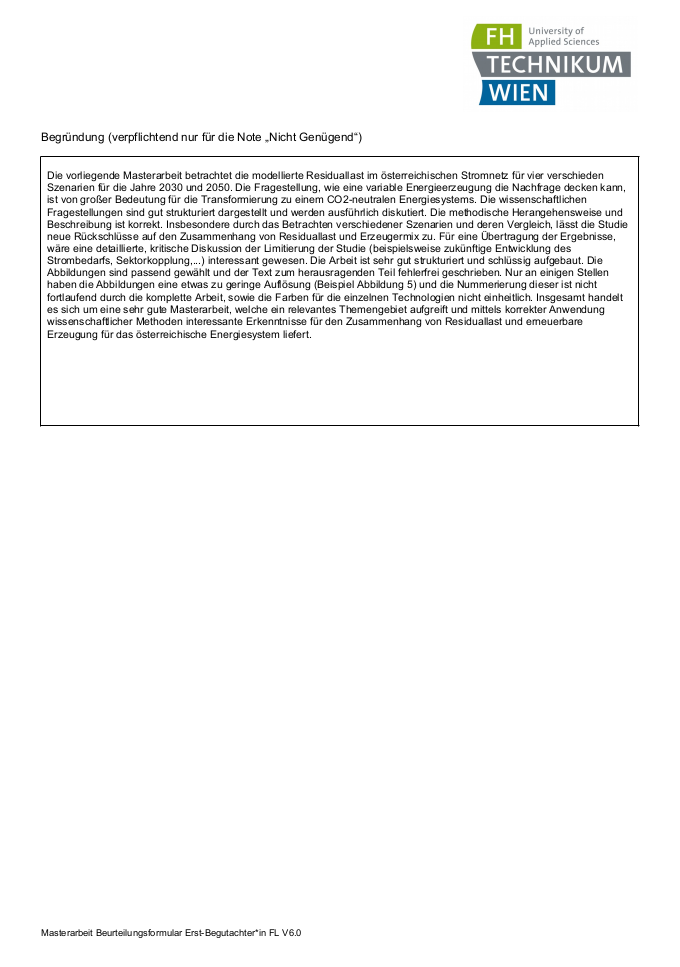 FH University of
Applied Sciences
TECHNIKUM
WIEN
Begründung (verpflichtend nur für die Note „Nicht Genügend“)
Die vorliegende Masterarbeit betrachtet die modellierte Residuallast im österreichischen Stromnetz für vier verschieden
Szenarien für die Jahre 2030 und 2050. Die Fragestellung, wie eine variable Energieerzeugung die Nachfrage decken kann,
ist von großer Bedeutung für die Transformierung zu einem CO2-neutralen Energiesystems. Die wissenschaftlichen
Fragestellungen sind gut strukturiert dargestellt und werden ausführlich diskutiert. Die methodische Herangehensweise und
Beschreibung ist korrekt. Insbesondere durch das Betrachten verschiedener Szenarien und deren Vergleich, lässt die Studie
neue Rückschlüsse auf den Zusammenhang von Residuallast und Erzeugermix zu. Für eine Übertragung der Ergebnisse,
wäre eine detaillierte, kritische Diskussion der Limitierung der Studie (beispielsweise zukünftige Entwicklung des
Strombedarfs, Sektorkopplung,...) interessant gewesen. Die Arbeit ist sehr gut strukturiert und schlüssig aufgebaut. Die
Abbildungen sind passend gewählt und der Text zum herausragenden Teil fehlerfrei geschrieben. Nur an einigen Stellen
haben die Abbildungen eine etwas zu geringe Auflösung (Beispiel Abbildung 5) und die Nummerierung dieser ist nicht
fortlaufend durch die komplette Arbeit, sowie die Farben für die einzelnen Technologien nicht einheitlich. Insgesamt handelt
es sich um eine sehr gute Masterarbeit, welche ein relevantes Themengebiet aufgreift und mittels korrekter Anwendung
wissenschaftlicher Methoden interessante Erkenntnisse für den Zusammenhang von Residuallast und erneuerbare
Erzeugung für das österreichische Energiesystem liefert.
Masterarbeit Beurteilungsformular Erst-Begutachter*in FL V6.0